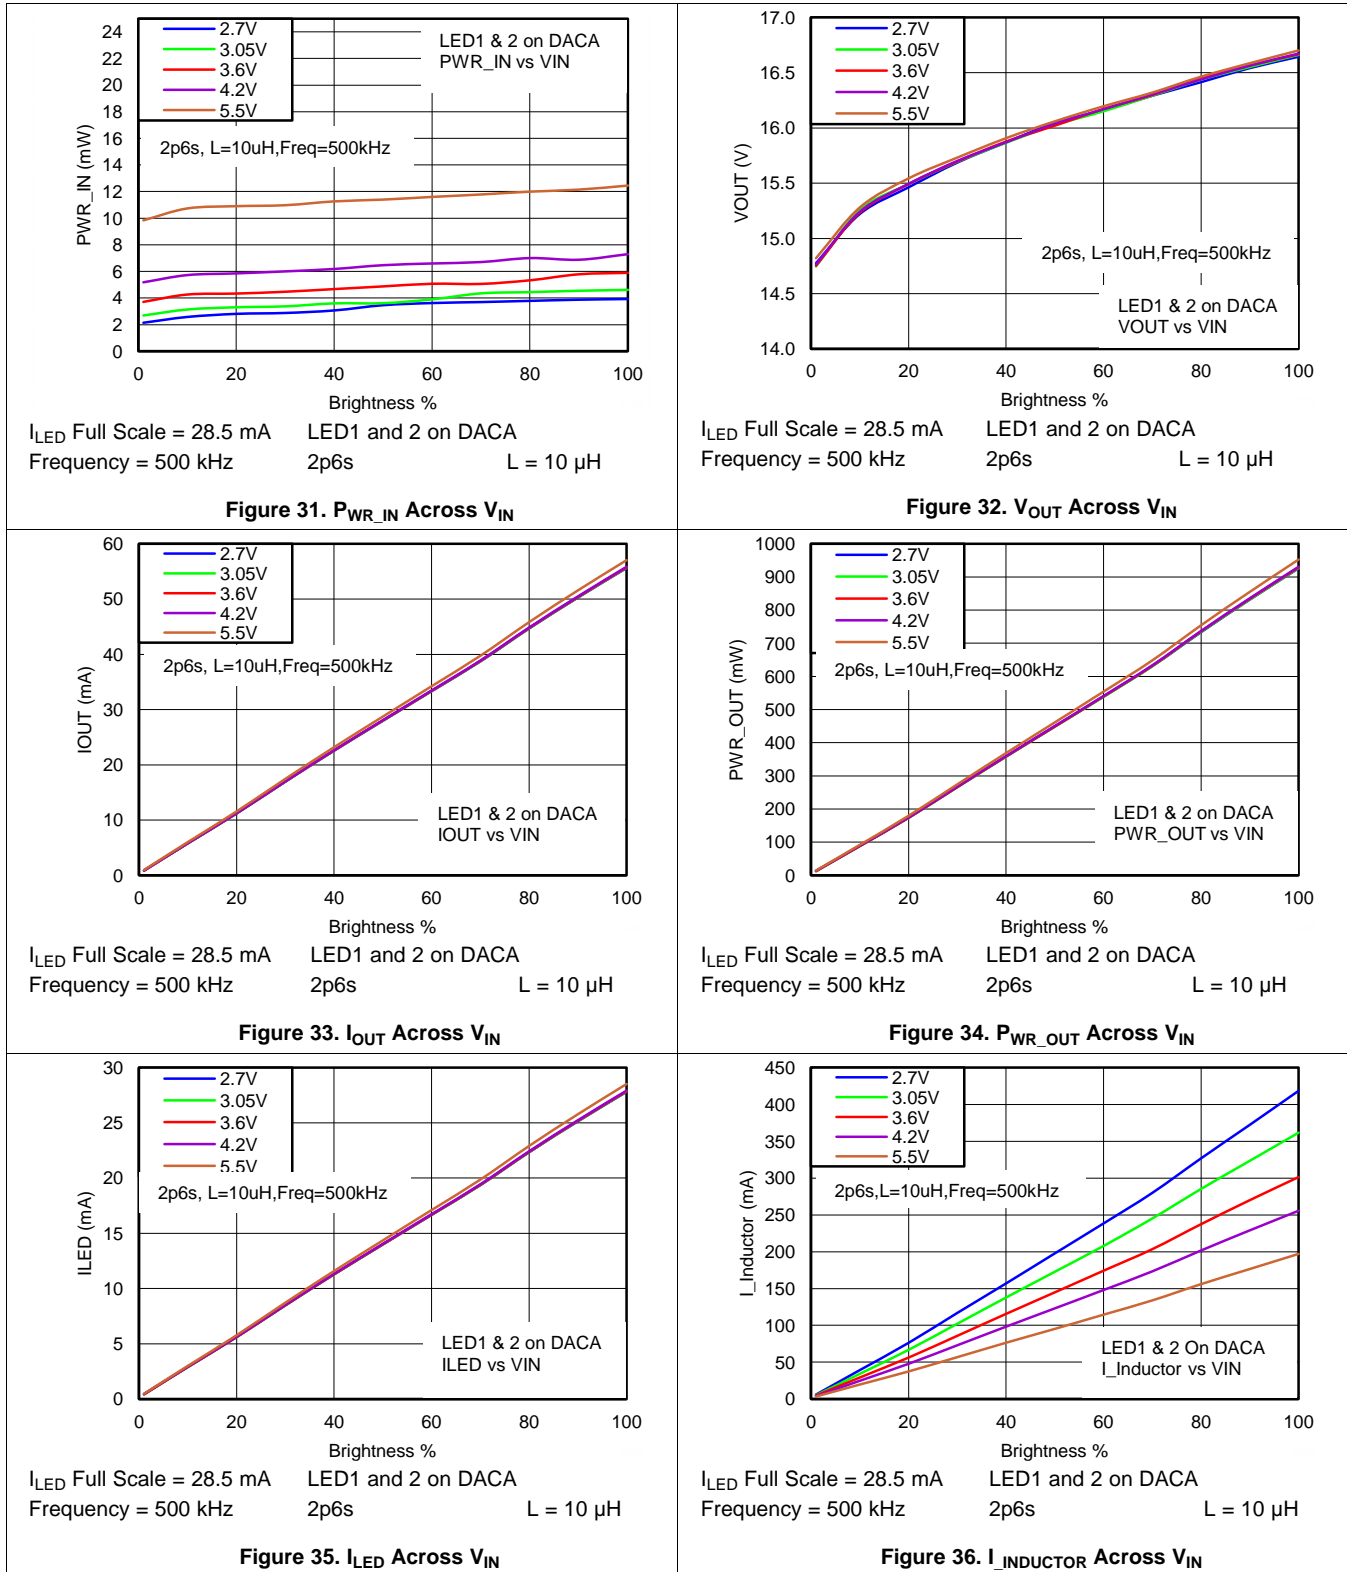 24
22
20
18
16
14
12
10
8
6
4
2
0
PWR_IN (mW)
2.7V
3.05V
3.6V
4.2V
5.5V
LED1 & 2 on DACA
PWR_IN vs VIN
2p6s, L=10uH,Freq=500kHz
0 20 40 60 80 100
Brightness %
I_LED Full Scale = 28.5 mA LED1 and 2 on DACA
Frequency = 500 kHz 2p6s L = 10 µH
Figure 31. P_WR_IN Across V_IN
17.0
16.5
16.0
15.5
15.0
14.5
14.0
VOUT (V)
2.7V
3.05V
3.6V
4.2V
5.5V
2p6s, L=10uH,Freq=500kHz
LED1 & 2 on DACA
VOUT vs VIN
0 20 40 60 80 100
Brightness %
I_LED Full Scale = 28.5 mA LED1 and 2 on DACA
Frequency = 500 kHz 2p6s L = 10 µH
Figure 32. V_OUT Across V_IN
60
50
40
30
20
10
0
IOUT (mA)
2.7V
3.05V
3.6V
4.2V
5.5V
2p6s, L=10uH,Freq=500kHz
LED1 & 2 on DACA
IOUT vs VIN
0 20 40 60 80 100
Brightness %
I_LED Full Scale = 28.5 mA LED1 and 2 on DACA
Frequency = 500 kHz 2p6s L = 10 µH
Figure 33. I_OUT Across V_IN
1000
900
800
700
600
500
400
300
200
100
0
PWR_OUT (mW)
2.7V
3.05V
3.6V
4.2V
5.5V
2p6s, L=10uH,Freq=500kHz
LED1 & 2 on DACA
PWR_OUT vs VIN
0 20 40 60 80 100
Brightness %
I_LED Full Scale = 28.5 mA LED1 and 2 on DACA
Frequency = 500 kHz 2p6s L = 10 µH
Figure 34. P_WR_OUT Across V_IN
30
25
20
15
10
5
0
ILED (mA)
2.7V
3.05V
3.6V
4.2V
5.5V
2p6s, L=10uH,Freq=500kHz
LED1 & 2 on DACA
ILED vs VIN
0 20 40 60 80 100
Brightness %
I_LED Full Scale = 28.5 mA LED1 and 2 on DACA
Frequency = 500 kHz 2p6s L = 10 µH
Figure 35. I_LED Across V_IN
450
400
350
300
250
200
150
100
50
0
I_Inductor (mA)
2.7V
3.05V
3.6V
4.2V
5.5V
2p6s,L=10uH,Freq=500kHz
LED1 & 2 On DACA
I_Inductor vs VIN
0 20 40 60 80 100
Brightness %
I_LED Full Scale = 28.5 mA LED1 and 2 on DACA
Frequency = 500 kHz 2p6s L = 10 µH
Figure 36. I_INDUCTOR Across V_IN